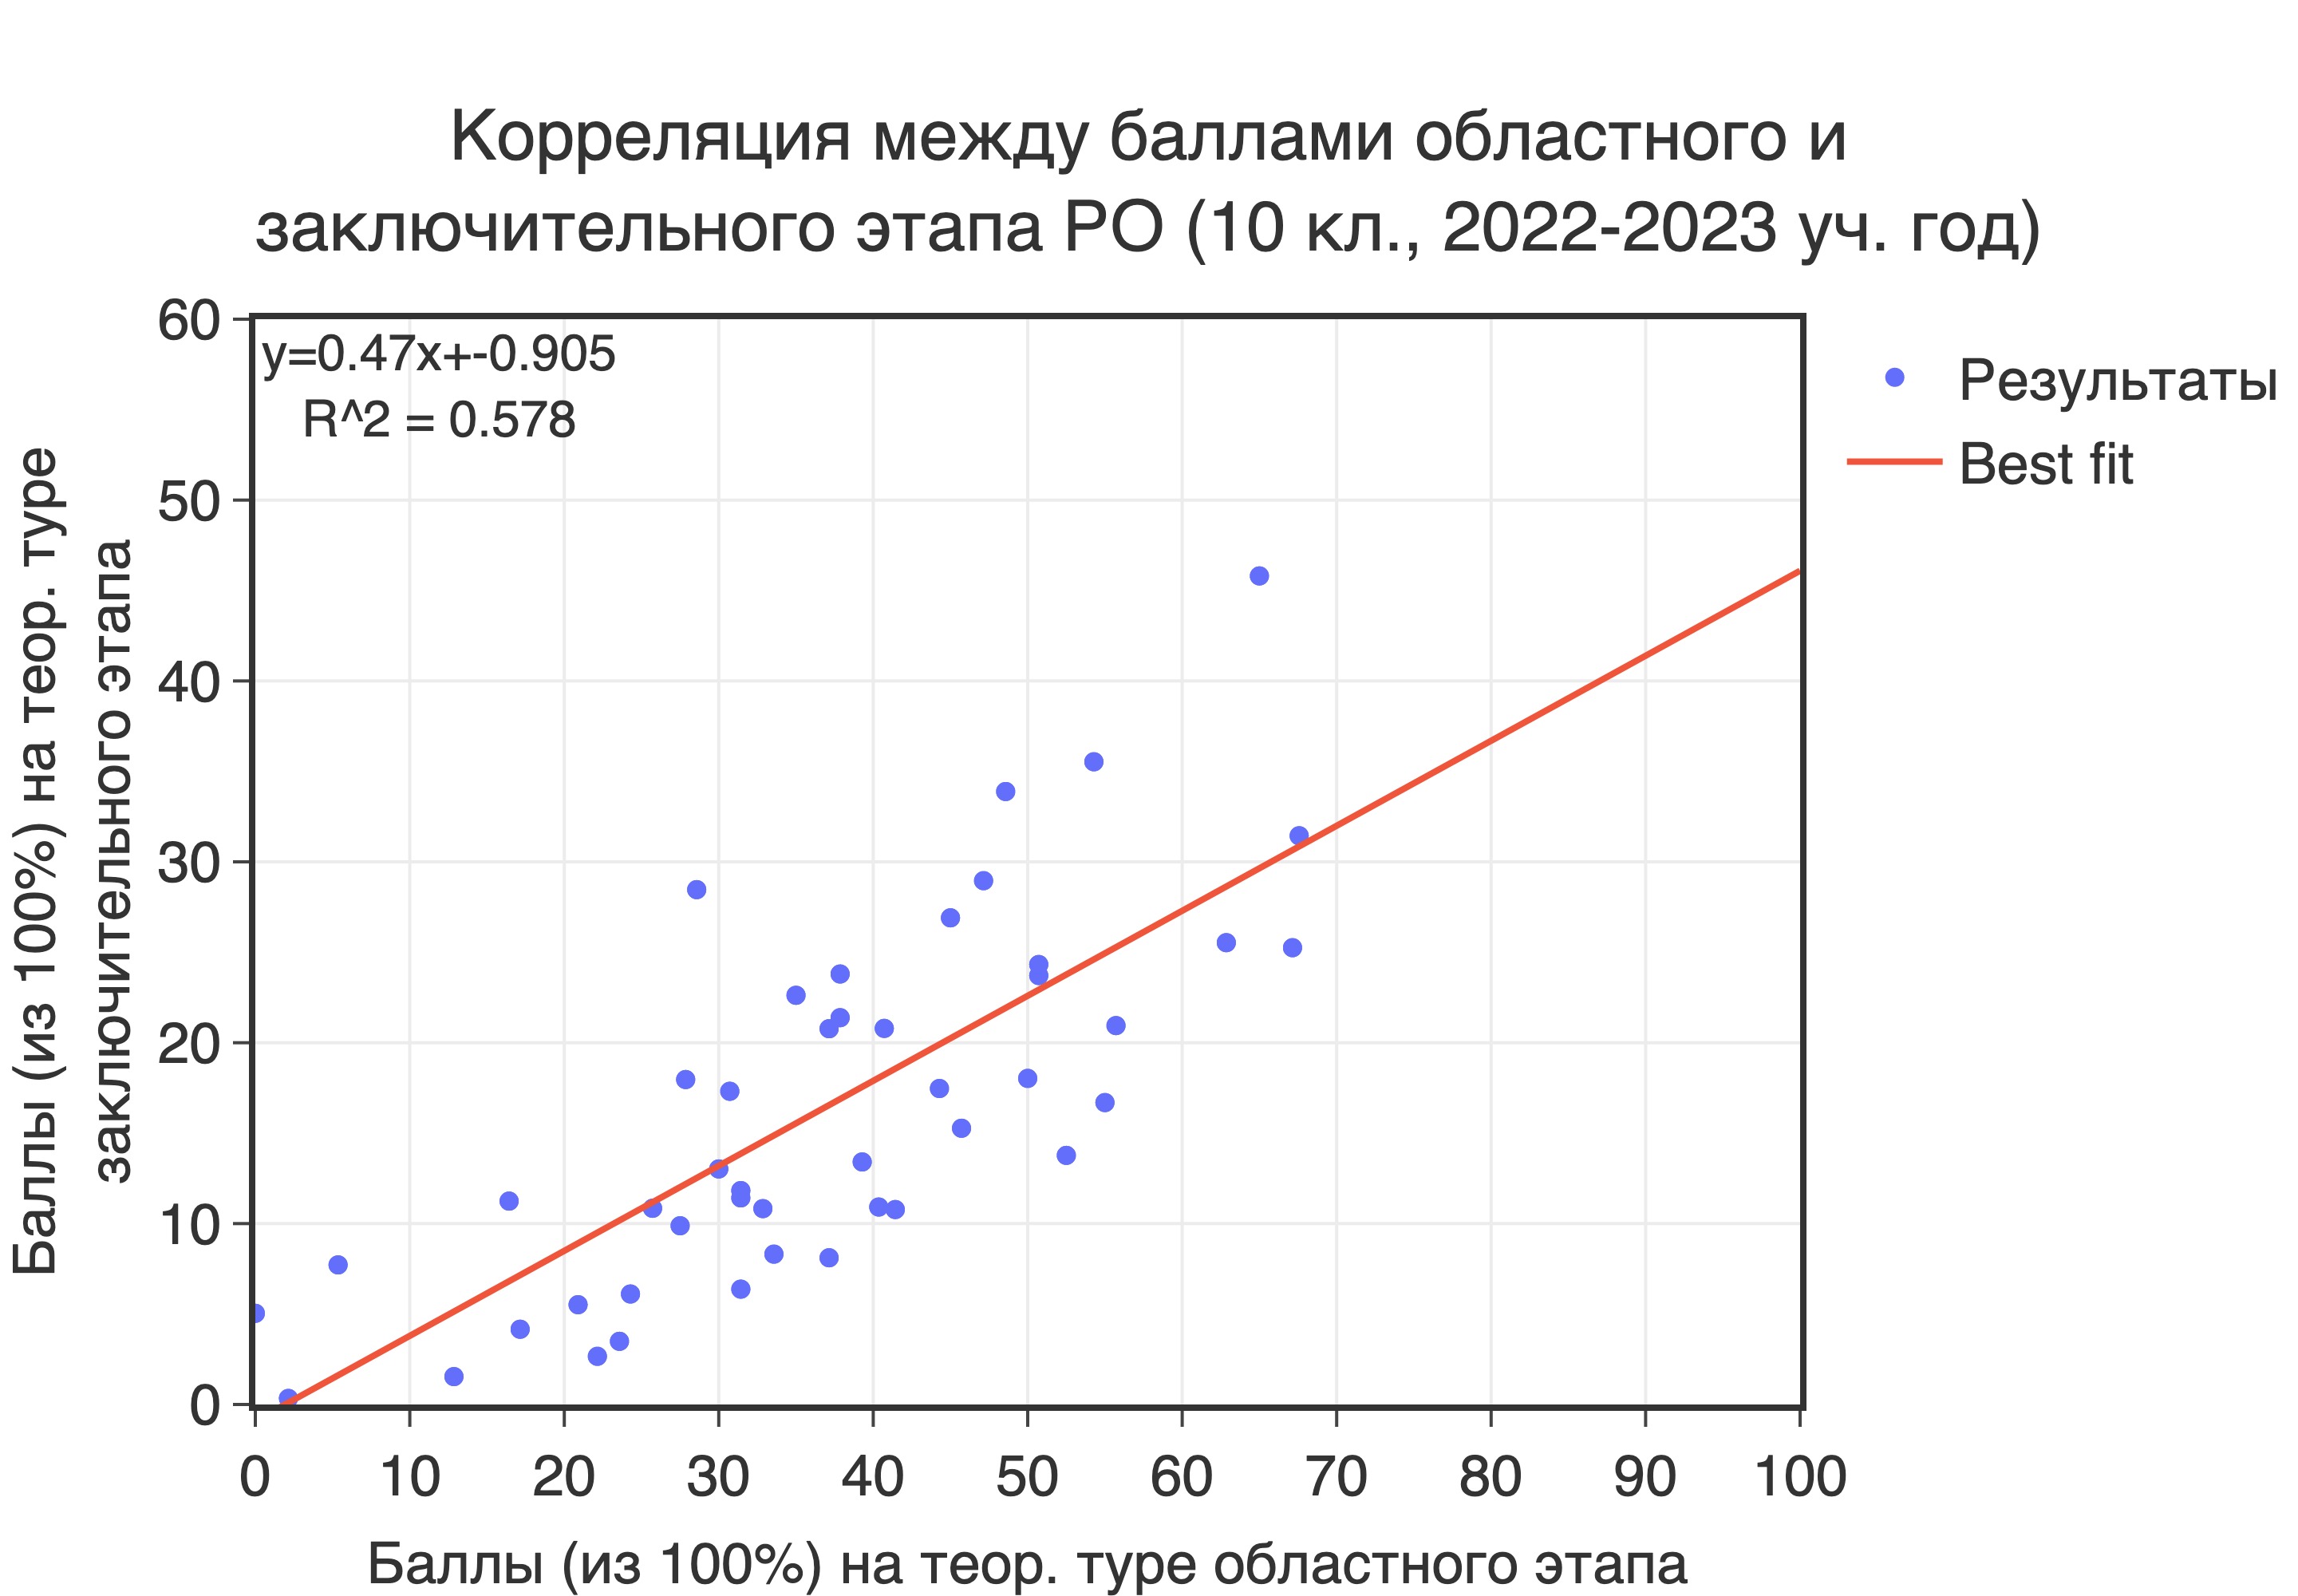 Корреляция между баллами областного и
заключительного этапа РО (10 кл., 2022-2023 уч. год)
y=0.47x+-0.905
R^2 = 0.578
Результаты
Best fit
Баллы (из 100%) на теор. туре
заключительного этапа
60
50
40
30
20
10
0
0 10 20 30 40 50 60 70 80 90 100
Баллы (из 100%) на теор. туре областного этапа